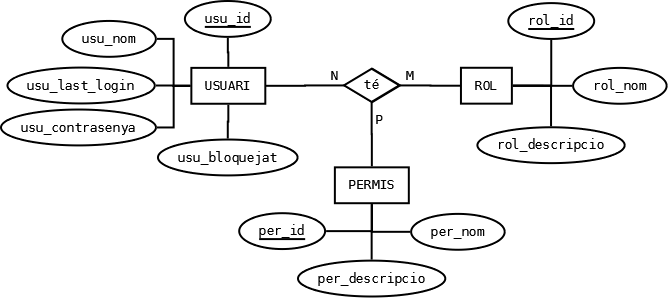 usu_id
rol_id
usu_nom
N
M
usu_last_login
USUARI
té
ROL
rol_nom
P
usu_contrasenya
usu_bloquejat
rol_descripcio
PERMIS
per_id
per_nom
per_descripcio